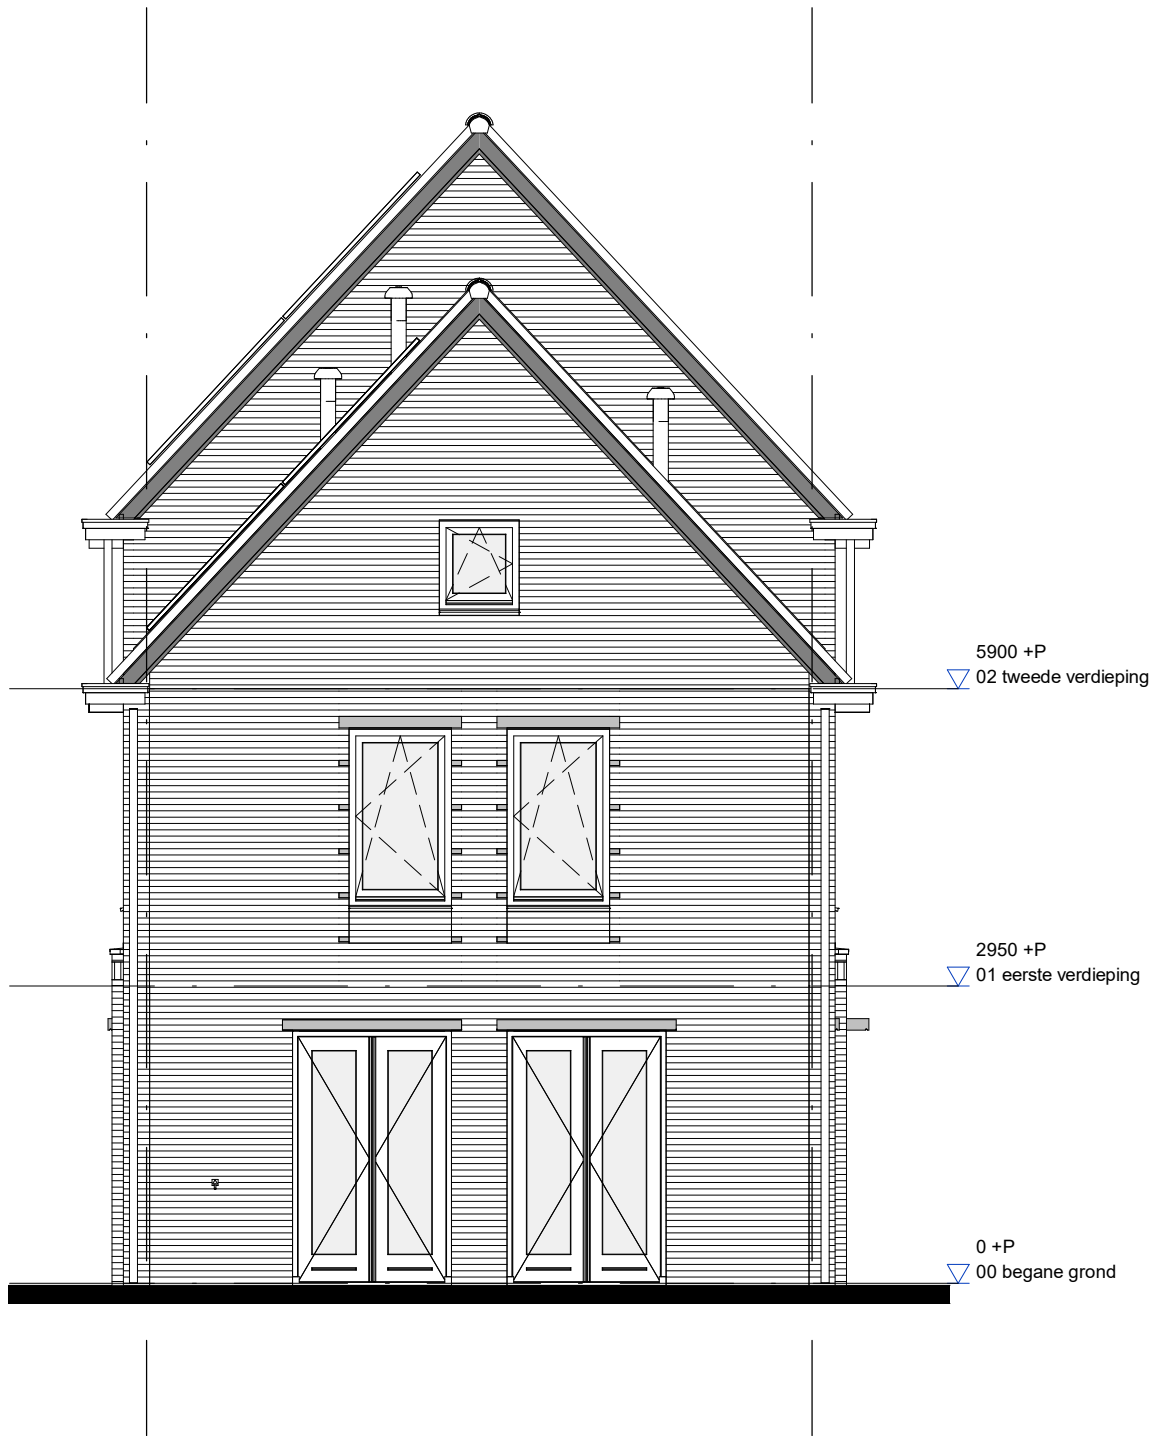 5900 +P
02 tweede verdieping
2950 +P
01 eerste verdieping
0 +P
00 begane grond